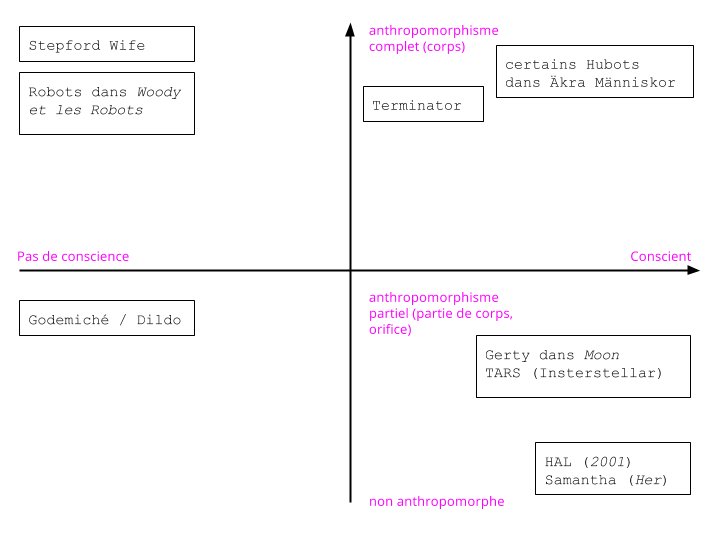 anthropomorphisme
complet (corps)
Stepford Wife
certains Hubots
dans Äkra Människor
Robots dans Woody
et les Robots
Terminator
Pas de conscience
Conscient
anthropomorphisme
partiel (partie de corps,
orifice)
Godemiché / Dildo
Gerty dans Moon
TARS (Insterstellar)
HAL (2001)
Samantha (Her)
non anthropomorphe